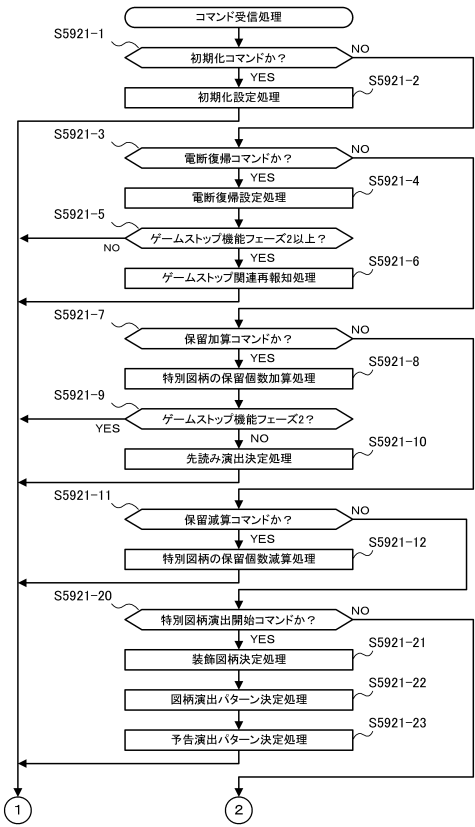 コマンド受信処理
S5921-1
初期化コマンドか？
NO
YES
S5921-2
初期化設定処理
S5921-3
電断復帰コマンドか？
NO
YES
S5921-4
電断復帰設定処理
S5921-5
ゲームストップ機能フェーズ2以上？
NO
YES
S5921-6
ゲームストップ関連再報知処理
S5921-7
保留加算コマンドか？
NO
YES
S5921-8
特別図柄の保留個数加算処理
S5921-9
ゲームストップ機能フェーズ2？
YES
NO
S5921-10
先読み演出決定処理
S5921-11
保留減算コマンドか？
NO
YES
S5921-12
特別図柄の保留個数減算処理
S5921-20
特別図柄演出開始コマンドか？
NO
YES
S5921-21
装飾図柄決定処理
S5921-22
図柄演出パターン決定処理
S5921-23
予告演出パターン決定処理
1
2